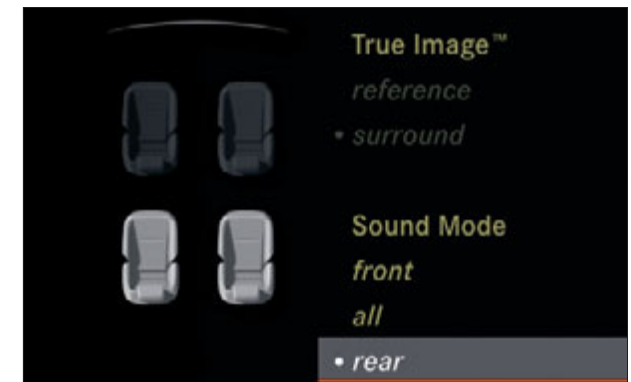 True Image™
reference
• surround
Sound Mode
front
all
• rear